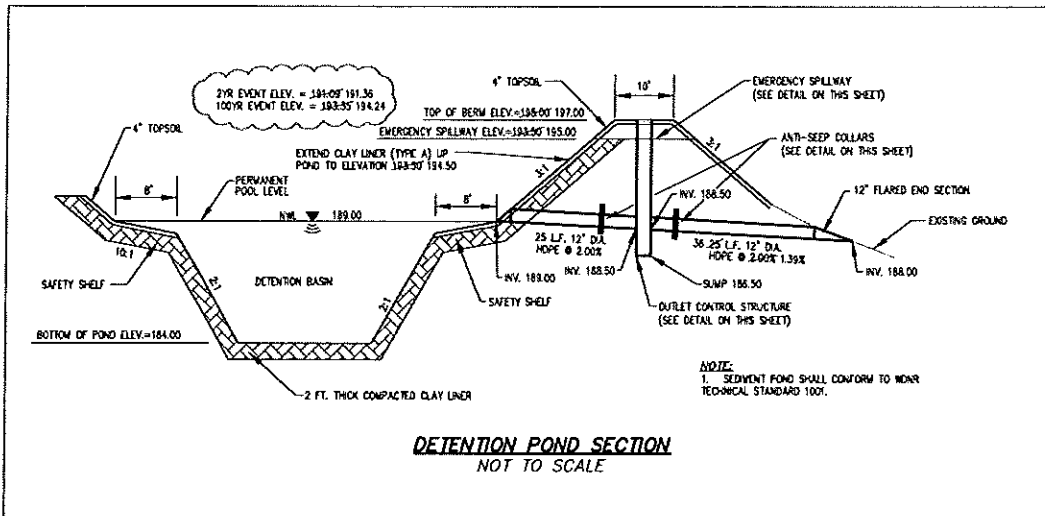 2YR EVENT ELEV. = 191.09 191.36
100YR EVENT ELEV. = 193.35 194.24
4" TOPSOIL
8'
PERMANENT
POOL LEVEL
NWL 189.00
10:1
SAFETY SHELF
2:1
DETENTION BASIN
2:1
BOTTOM OF POND ELEV.=184.00
2 FT. THICK COMPACTED CLAY LINER
4" TOPSOIL
10'
TOP OF BERM ELEV.=195.00 197.00
EMERGENCY SPILLWAY ELEV.=193.50 195.00
EXTEND CLAY LINER (TYPE A) UP
POND TO ELEVATION 193.50 194.50
3:1
8'
SAFETY SHELF
INV. 189.00
25 L.F. 12" DIA.
HDPE @ 2.00%
INV. 188.50
INV. 188.50
EMERGENCY SPILLWAY
(SEE DETAIL ON THIS SHEET)
3:1
ANTI-SEEP COLLARS
(SEE DETAIL ON THIS SHEET)
12" FLARED END SECTION
EXISTING GROUND
36.25 L.F. 12" DIA.
HDPE @ 2.00% 1.39%
INV. 188.00
SUMP 186.50
OUTLET CONTROL STRUCTURE
(SEE DETAIL ON THIS SHEET)
NOTE:
1. SEDIMENT POND SHALL CONFORM TO WDNR
TECHNICAL STANDARD 1001.
DETENTION POND SECTION
NOT TO SCALE